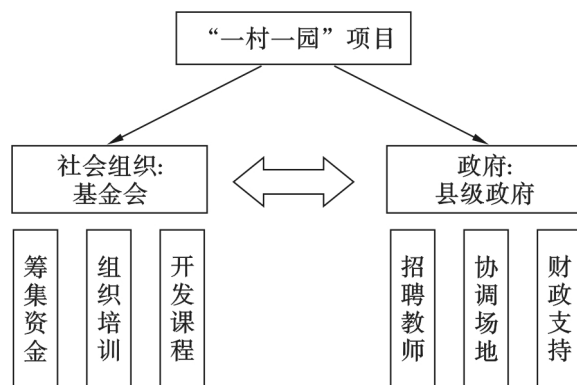 “一村一园”项目
社会组织:
基金会
政府:
县级政府
筹集资金
组织培训
开发课程
招聘教师
协调场地
财政支持